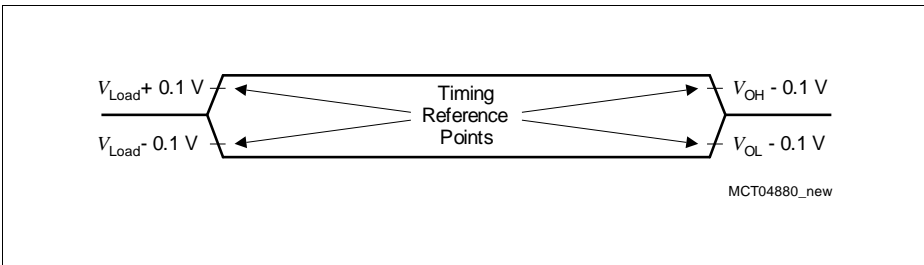 V_Load + 0.1 V
V_Load - 0.1 V
Timing
Reference
Points
V_OH - 0.1 V
V_OL - 0.1 V
MCT04880_new